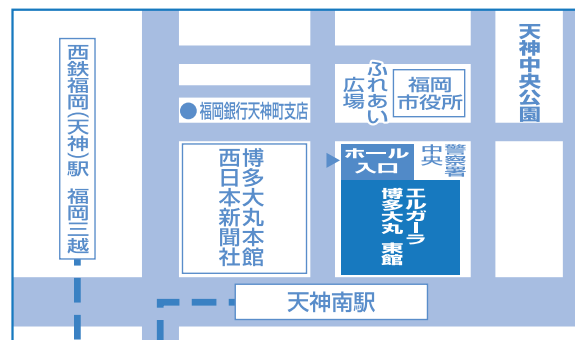 西鉄福岡(天神)駅 福岡三越
ふれあい
広場
福岡
市役所
天神中央公園
●福岡銀行天神町支店
博多大丸本館
西日本新聞社
ホール
入口
警察署
中央
エルガーラ
博多大丸 東館
天神南駅